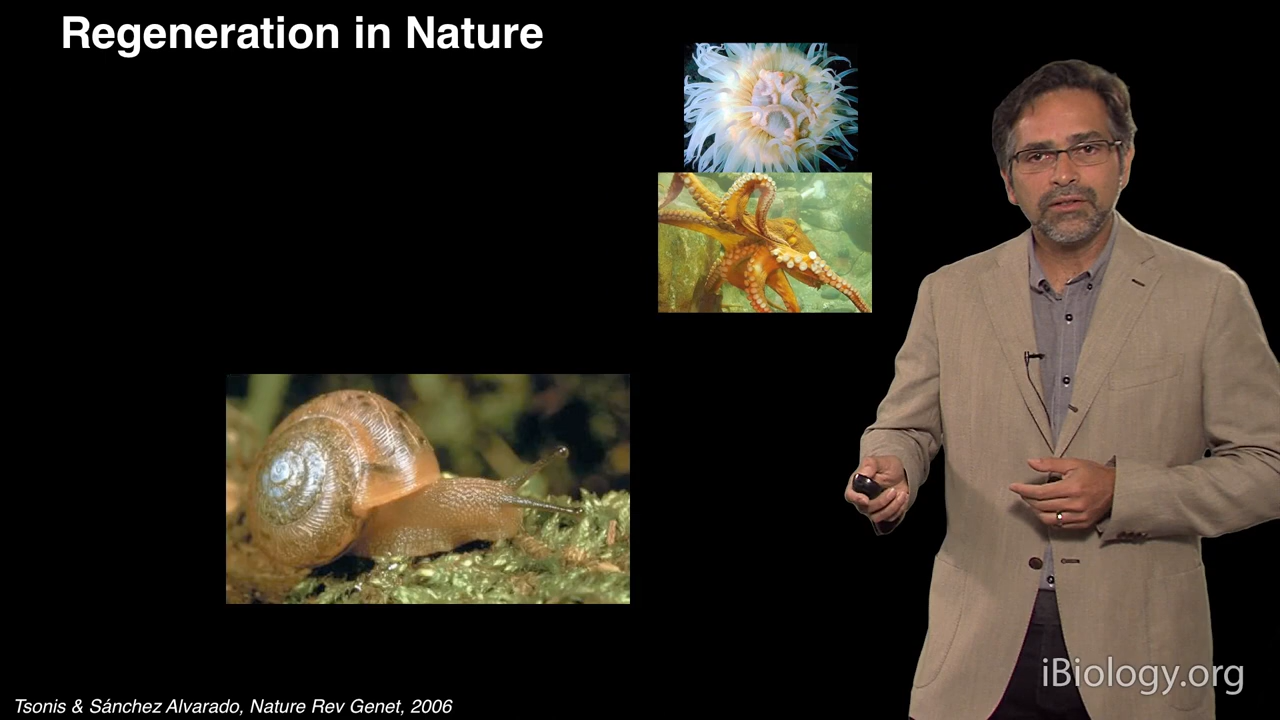 Regeneration in Nature
iBiology.org
Tsonis & Sánchez Alvarado, Nature Rev Genet, 2006